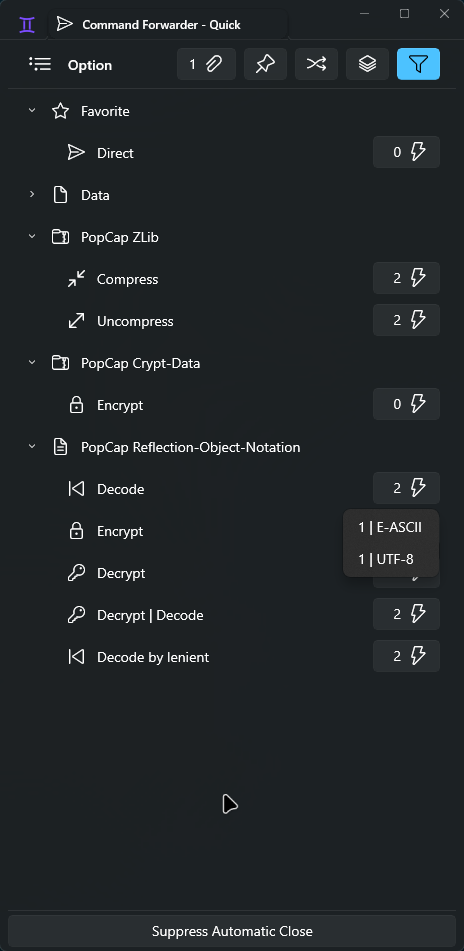 Command Forwarder - Quick
Option
1
Favorite
Direct
0
Data
PopCap ZLib
Compress
2
Uncompress
2
PopCap Crypt-Data
Encrypt
0
PopCap Reflection-Object-Notation
Decode
2
Encrypt
1 | E-ASCII
1 | UTF-8
Decrypt
Decrypt | Decode
2
Decode by lenient
2
Suppress Automatic Close